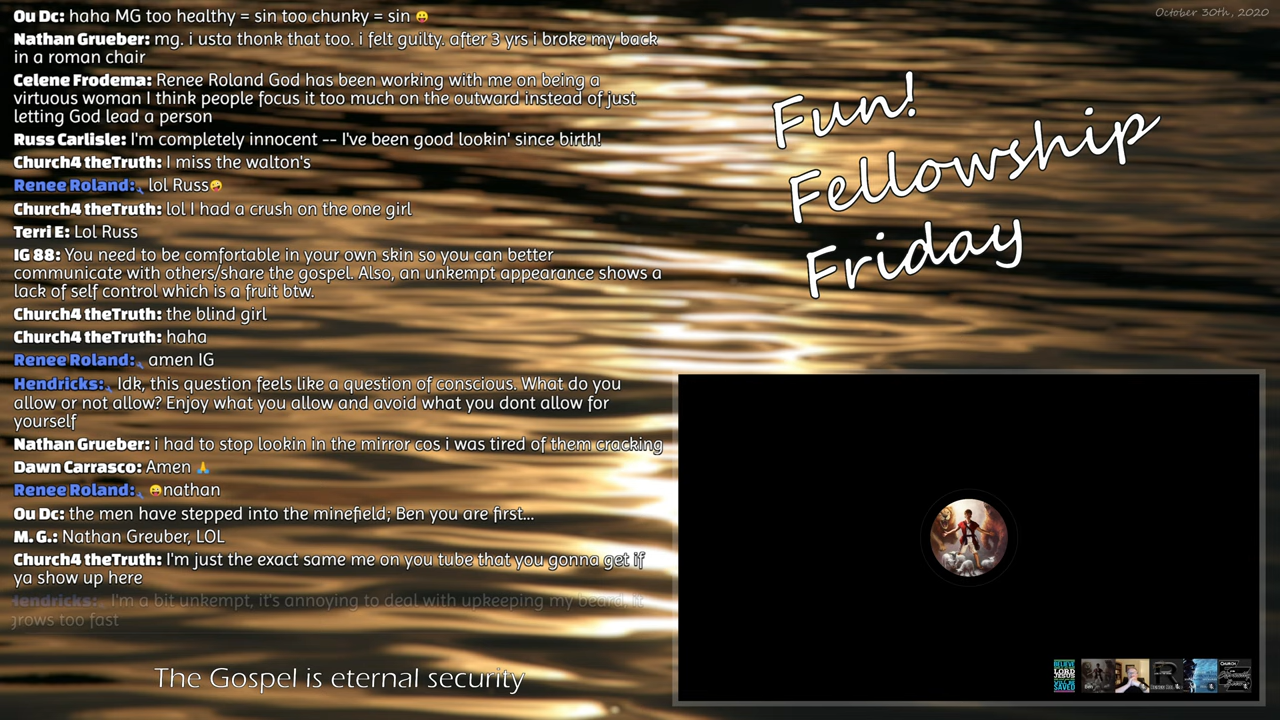 Ou Dc: haha MG too healthy = sin too chunky = sin 😛
Nathan Grueber: mg. i usta thonk that too. i felt guilty. after 3 yrs i broke my back
in a roman chair
Celene Frodema: Renee Roland God has been working with me on being a
virtuous woman I think people focus it too much on the outward instead of just
letting God lead a person
Russ Carlisle: I'm completely innocent -- I've been good lookin' since birth!
Church4 theTruth: I miss the walton's
Renee Roland: lol Russ🤪
Church4 theTruth: lol I had a crush on the one girl
Terri E: Lol Russ
IG 88: You need to be comfortable in your own skin so you can better
communicate with others/share the gospel. Also, an unkempt appearance shows a
lack of self control which is a fruit btw.
Church4 theTruth: the blind girl
Church4 theTruth: haha
Renee Roland: amen IG
Hendricks: Idk, this question feels like a question of conscious. What do you
allow or not allow? Enjoy what you allow and avoid what you dont allow for
yourself
Nathan Grueber: i had to stop lookin in the mirror cos i was tired of them cracking
Dawn Carrasco: Amen 🙏
Renee Roland: 😜nathan
Ou Dc: the men have stepped into the minefield; Ben you are first...
M. G.: Nathan Greuber, LOL
Church4 theTruth: I'm just the exact same me on you tube that you gonna get if
ya show up here
Hendricks: I'm a bit unkempt, it's annoying to deal with upkeeping my beard, it
grows too fast
The Gospel is eternal security
October 30th, 2020
Fun!
Fellowship
Friday
BELIEVE
LORD
JESUS
SAVED
CHURCH